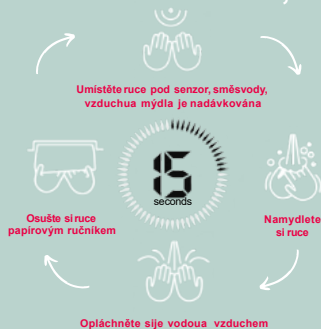 Umístěte ruce pod senzor, směsvody,
vzduchua mýdla je nadávkována
15
seconds
Osušte si ruce
papírovým ručníkem
Namydlete
si ruce
Opláchněte sije vodoua vzduchem